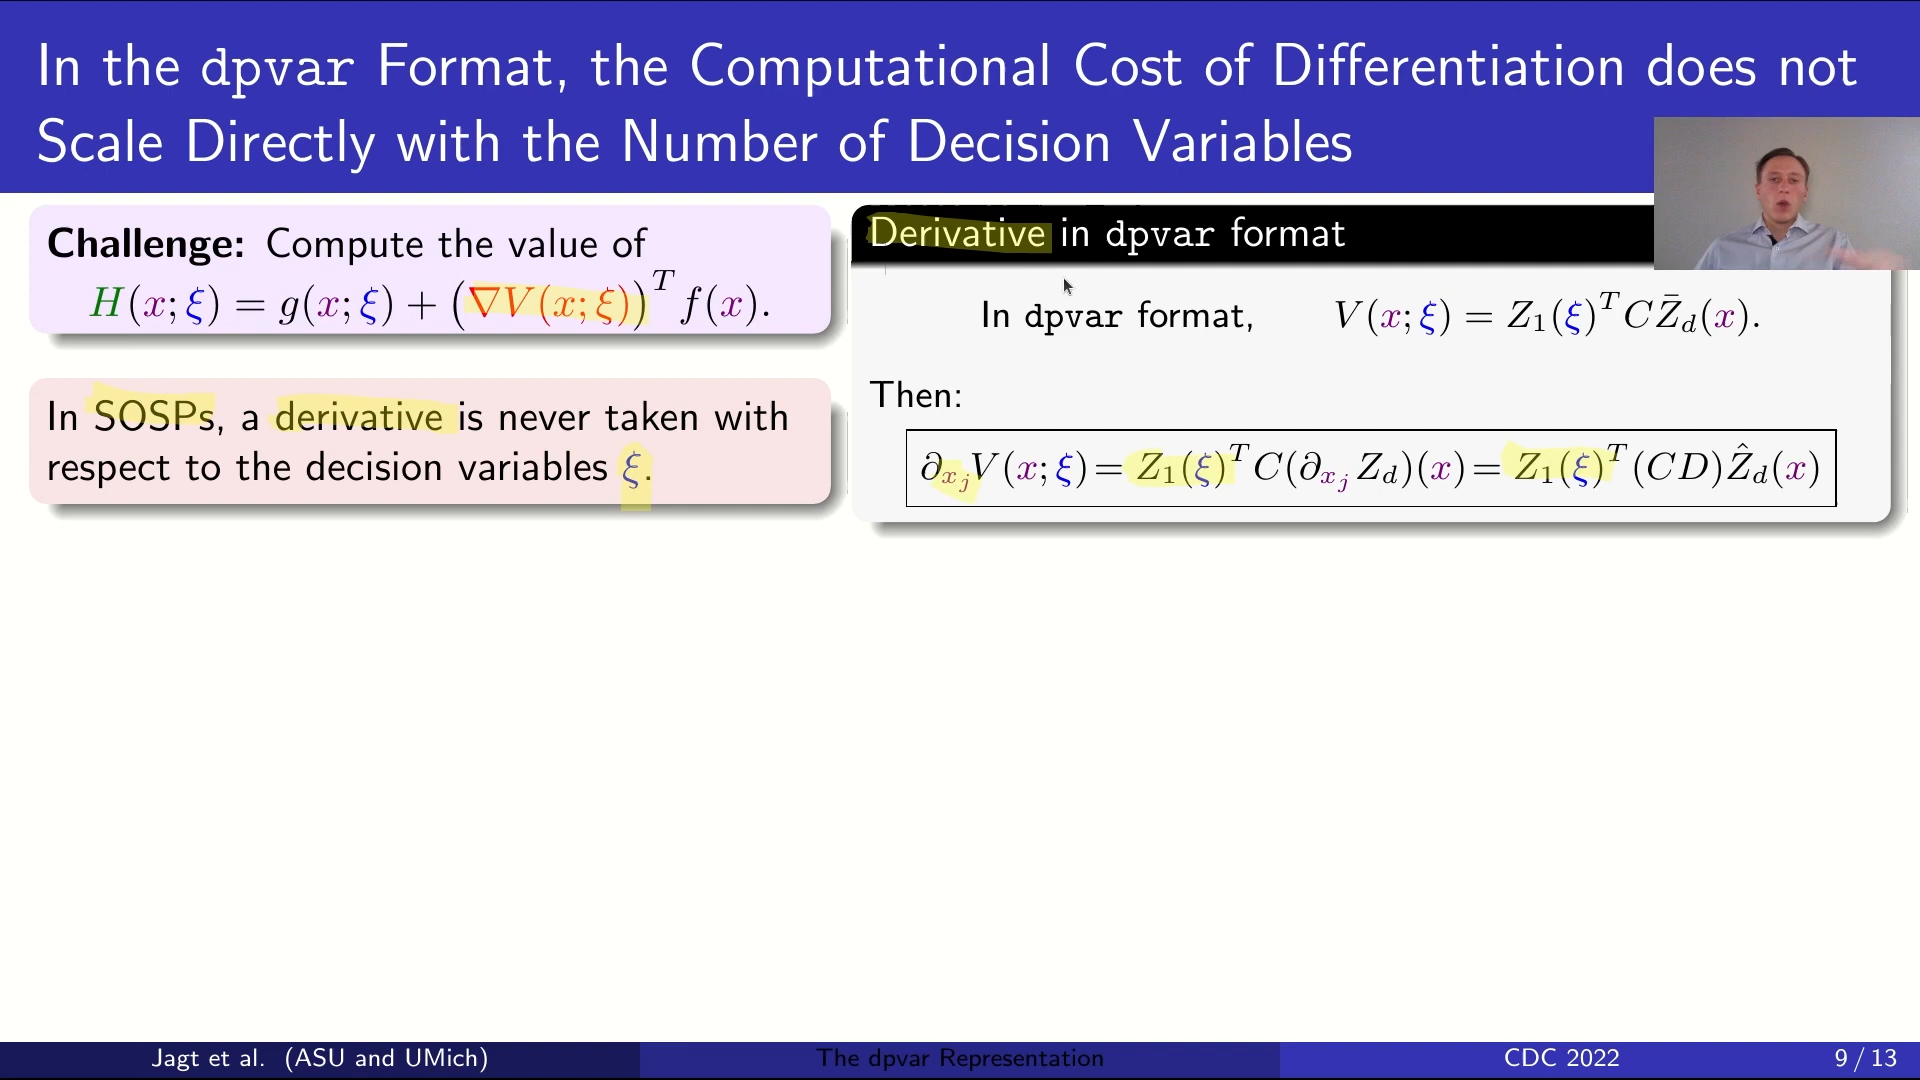 In the dpvar Format, the Computational Cost of Differentiation does not
Scale Directly with the Number of Decision Variables
Challenge: Compute the value of
H(x; ξ) = g(x; ξ) + (∇V(x; ξ))^T f(x).
In SOSPs, a derivative is never taken with
respect to the decision variables ξ.
Derivative in dpvar format
In dpvar format, V(x; ξ) = Z₁(ξ)^T C Z̄_d(x).
Then:
∂_{x_j} V(x; ξ) = Z₁(ξ)^T C(∂_{x_j} Z_d)(x) = Z₁(ξ)^T (CD)Ẑ_d(x)
Jagt et al. (ASU and UMich) The dpvar Representation CDC 2022 9 / 13